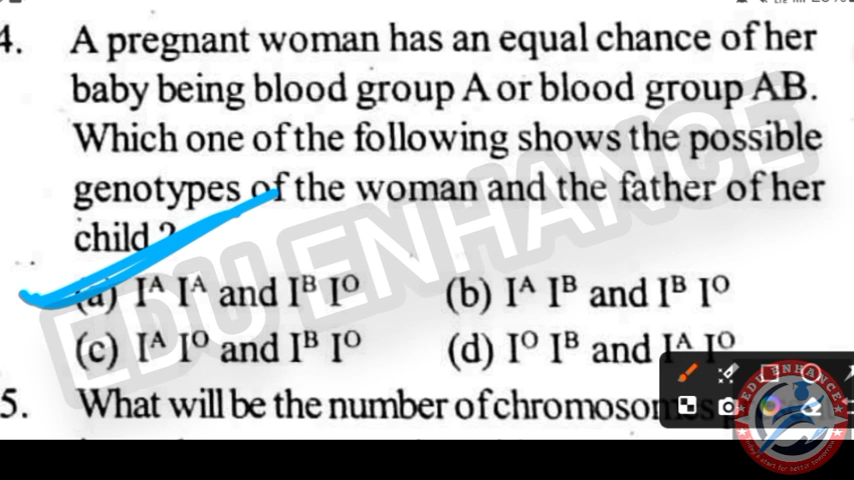 4. A pregnant woman has an equal chance of her
baby being blood group A or blood group AB.
Which one of the following shows the possible
genotypes of the woman and the father of her
child ?
(a) Iᴬ Iᴬ and Iᴮ Iᴼ (b) Iᴬ Iᴮ and Iᴮ Iᴼ
(c) Iᴬ Iᴼ and Iᴮ Iᴼ (d) Iᴼ Iᴮ and Iᴬ Iᴼ
5. What will be the number of chromosomes
EDU ENHANCE
EDU ENHANCE